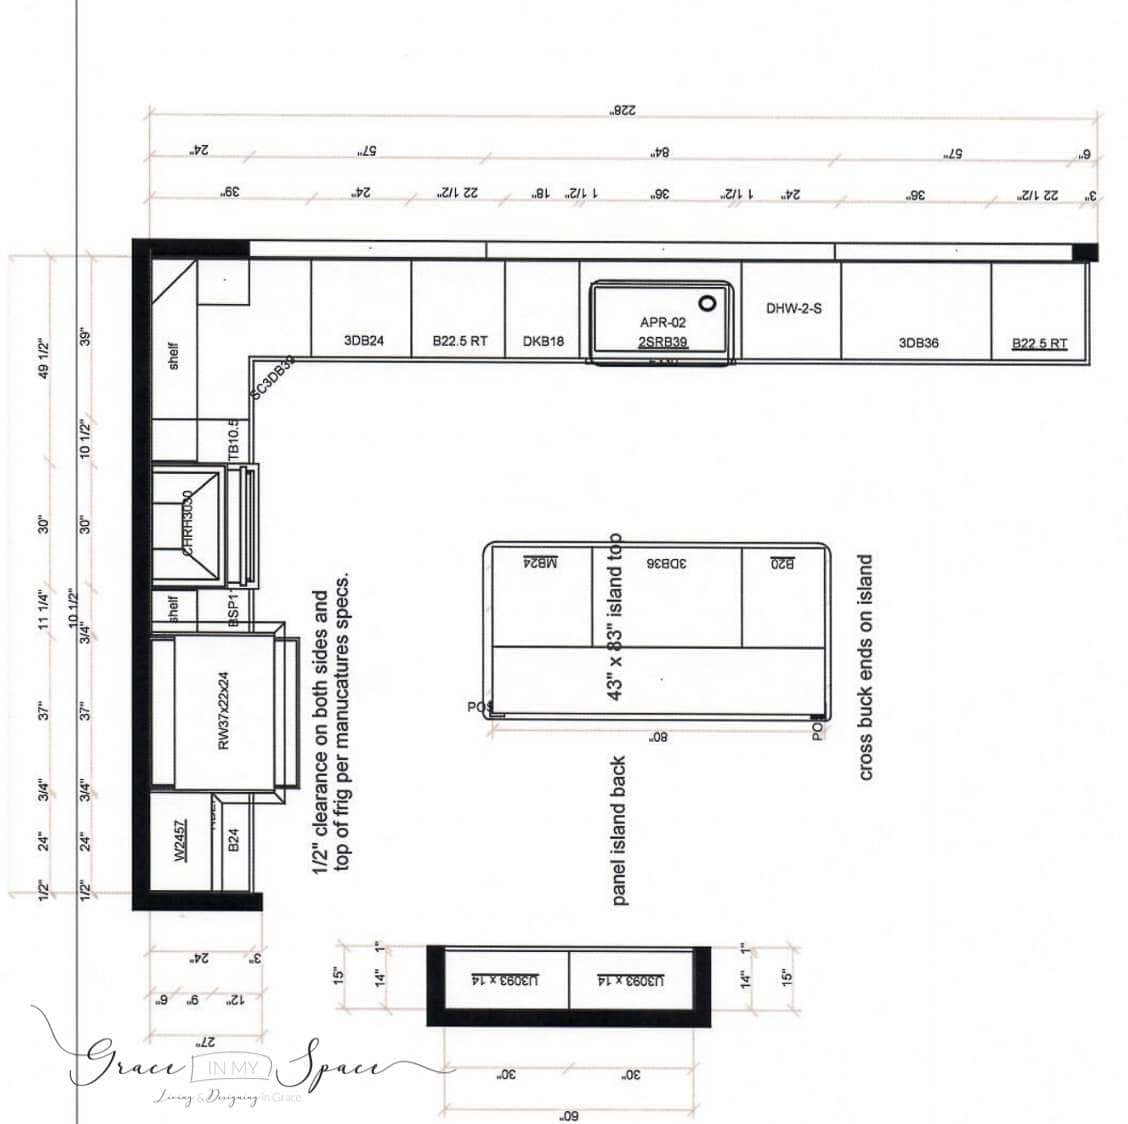 228"
24"
57"
84"
57"
6"
39"
24"
22 1/2"
18"
1 1/2"
36"
1 1/2"
24"
36"
22 1/2"
3"
49 1/2"
39"
10 1/2"
30"
30"
11 1/4"
10 1/2"
3/4"
37"
37"
3/4"
3/4"
24"
24"
1/2"
1/2"
shelf
3DB24
B22.5 RT
DKB18
APR-02
2SRB39
DHW-2-S
3DB36
B22.5 RT
SC3DB39
TB10.5
CHRH3030
shelf
BSP1
RW37x22x24
W2457
B24
1/2" clearance on both sides and
top of frig per manucatures specs.
MB24
3DB36
B20
43" x 83" island top
POS
PO
80"
cross buck ends on island
panel island back
24"
3"
6"
9"
12"
27"
15"
14"
1"
U3093 x 14
U3093 x 14
1"
14"
15"
30"
30"
60"
Grace IN MY Space
Living & Designing in Grace